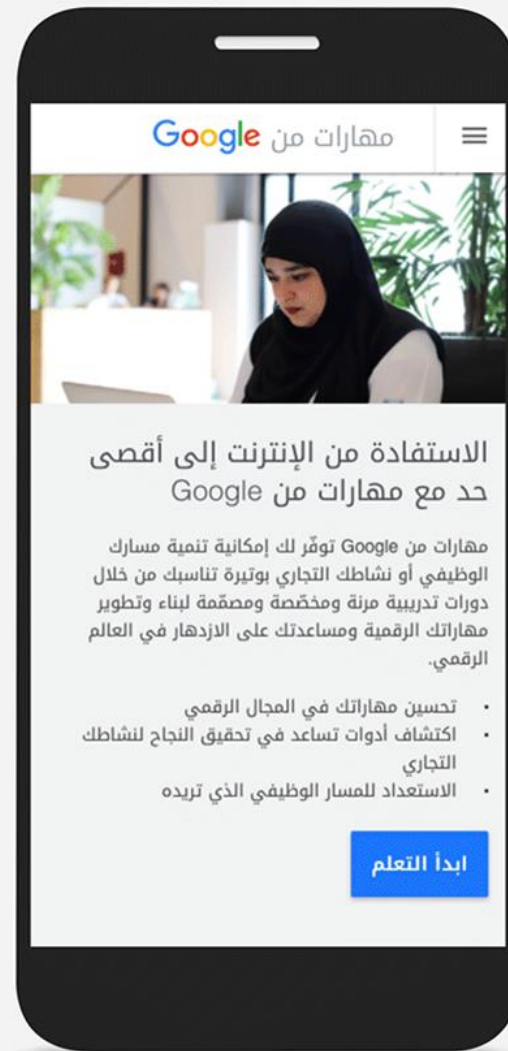 مهارات من Google
الاستفادة من الإنترنت إلى أقصى
حد مع مهارات من Google
مهارات من Google توفّر لك إمكانية تنمية مسارك
الوظيفي أو نشاطك التجاري بوتيرة تناسبك من خلال
دورات تدريبية مرنة ومخصّصة ومصمّمة لبناء وتطوير
مهاراتك الرقمية ومساعدتك على الازدهار في العالم
الرقمي.
• تحسين مهاراتك في المجال الرقمي
• اكتشاف أدوات تساعد في تحقيق النجاح لنشاطك
التجاري
• الاستعداد للمسار الوظيفي الذي تريده
ابدأ التعلم